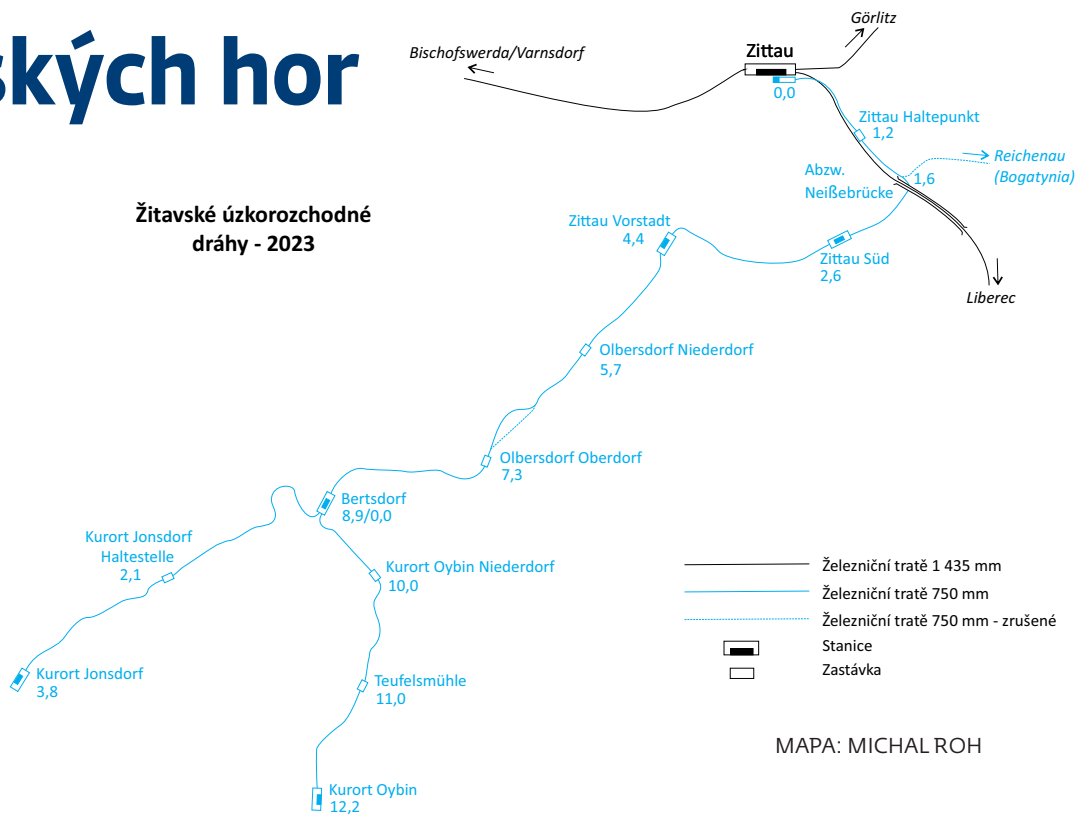 ských hor
Žitavské úzkorozchodné
dráhy - 2023
Bischofswerda/Varnsdorf
Görlitz
Zittau
0,0
Zittau Haltepunkt
1,2
Reichenau
(Bogatynia)
Abzw.
Neißebrücke
1,6
Zittau Vorstadt
4,4
Zittau Süd
2,6
Liberec
Olbersdorf Niederdorf
5,7
Olbersdorf Oberdorf
7,3
Bertsdorf
8,9/0,0
Kurort Jonsdorf
Haltestelle
2,1
Kurort Oybin Niederdorf
10,0
Kurort Jonsdorf
3,8
Teufelsmühle
11,0
Kurort Oybin
12,2
Železniční tratě 1 435 mm
Železniční tratě 750 mm
Železniční tratě 750 mm - zrušené
Stanice
Zastávka
MAPA: MICHAL ROH